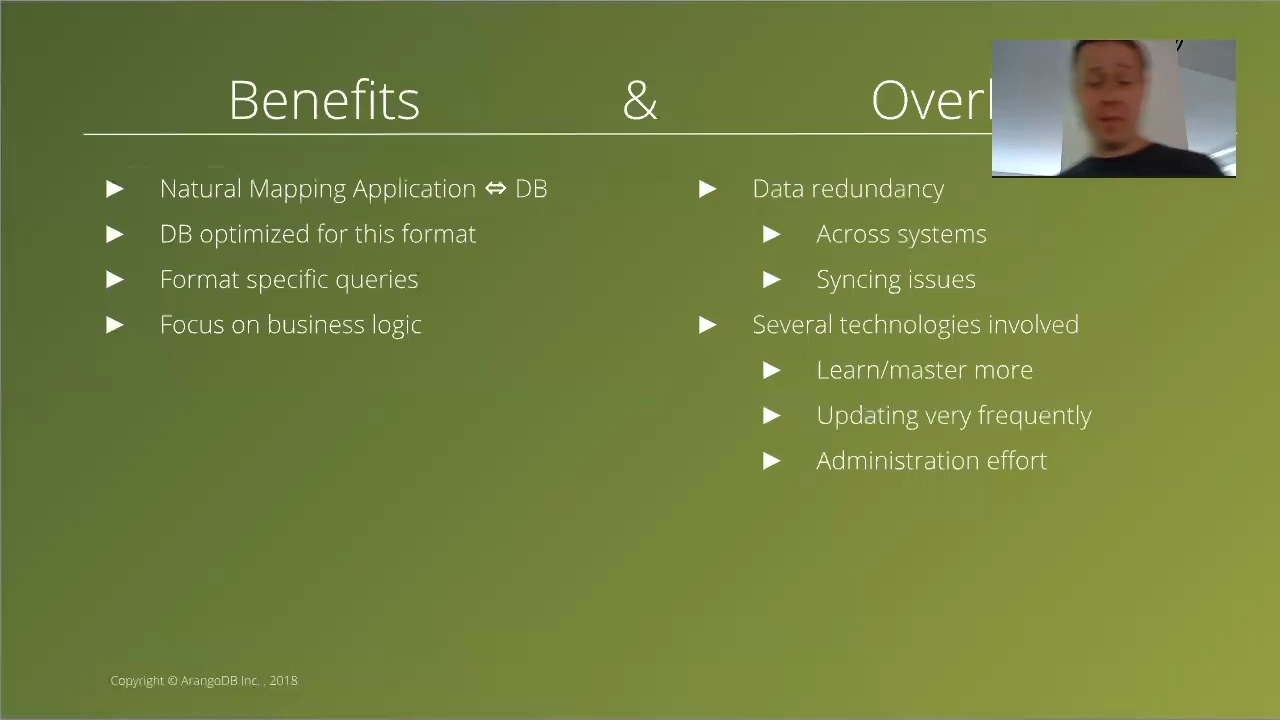 Benefits & Over
► Natural Mapping Application ⇔ DB
► DB optimized for this format
► Format specific queries
► Focus on business logic
► Data redundancy
► Across systems
► Syncing issues
► Several technologies involved
► Learn/master more
► Updating very frequently
► Administration effort
Copyright © ArangoDB Inc. , 2018